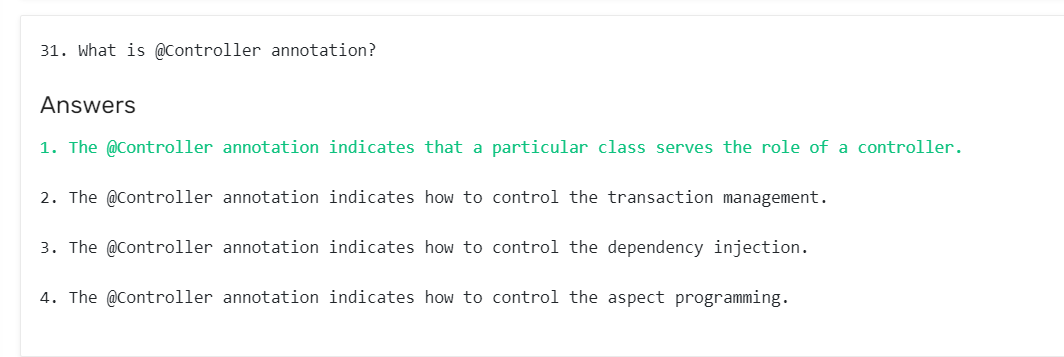 31. What is @Controller annotation?
Answers
1. The @Controller annotation indicates that a particular class serves the role of a controller.
2. The @Controller annotation indicates how to control the transaction management.
3. The @Controller annotation indicates how to control the dependency injection.
4. The @Controller annotation indicates how to control the aspect programming.